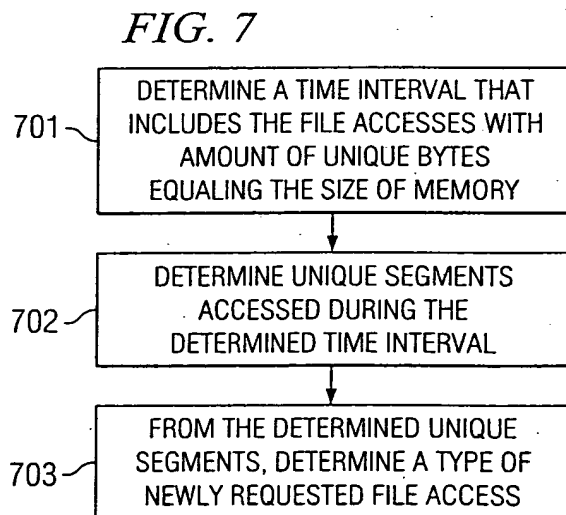 FIG. 7
701
DETERMINE A TIME INTERVAL THAT
INCLUDES THE FILE ACCESSES WITH
AMOUNT OF UNIQUE BYTES
EQUALING THE SIZE OF MEMORY
702
DETERMINE UNIQUE SEGMENTS
ACCESSED DURING THE
DETERMINED TIME INTERVAL
703
FROM THE DETERMINED UNIQUE
SEGMENTS, DETERMINE A TYPE OF
NEWLY REQUESTED FILE ACCESS